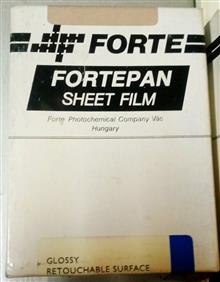 FORTE
FORTEPAN
SHEET FILM
Forte Photochemical Company Vác
Hungary
GLOSSY
RETOUCHABLE SURFACE